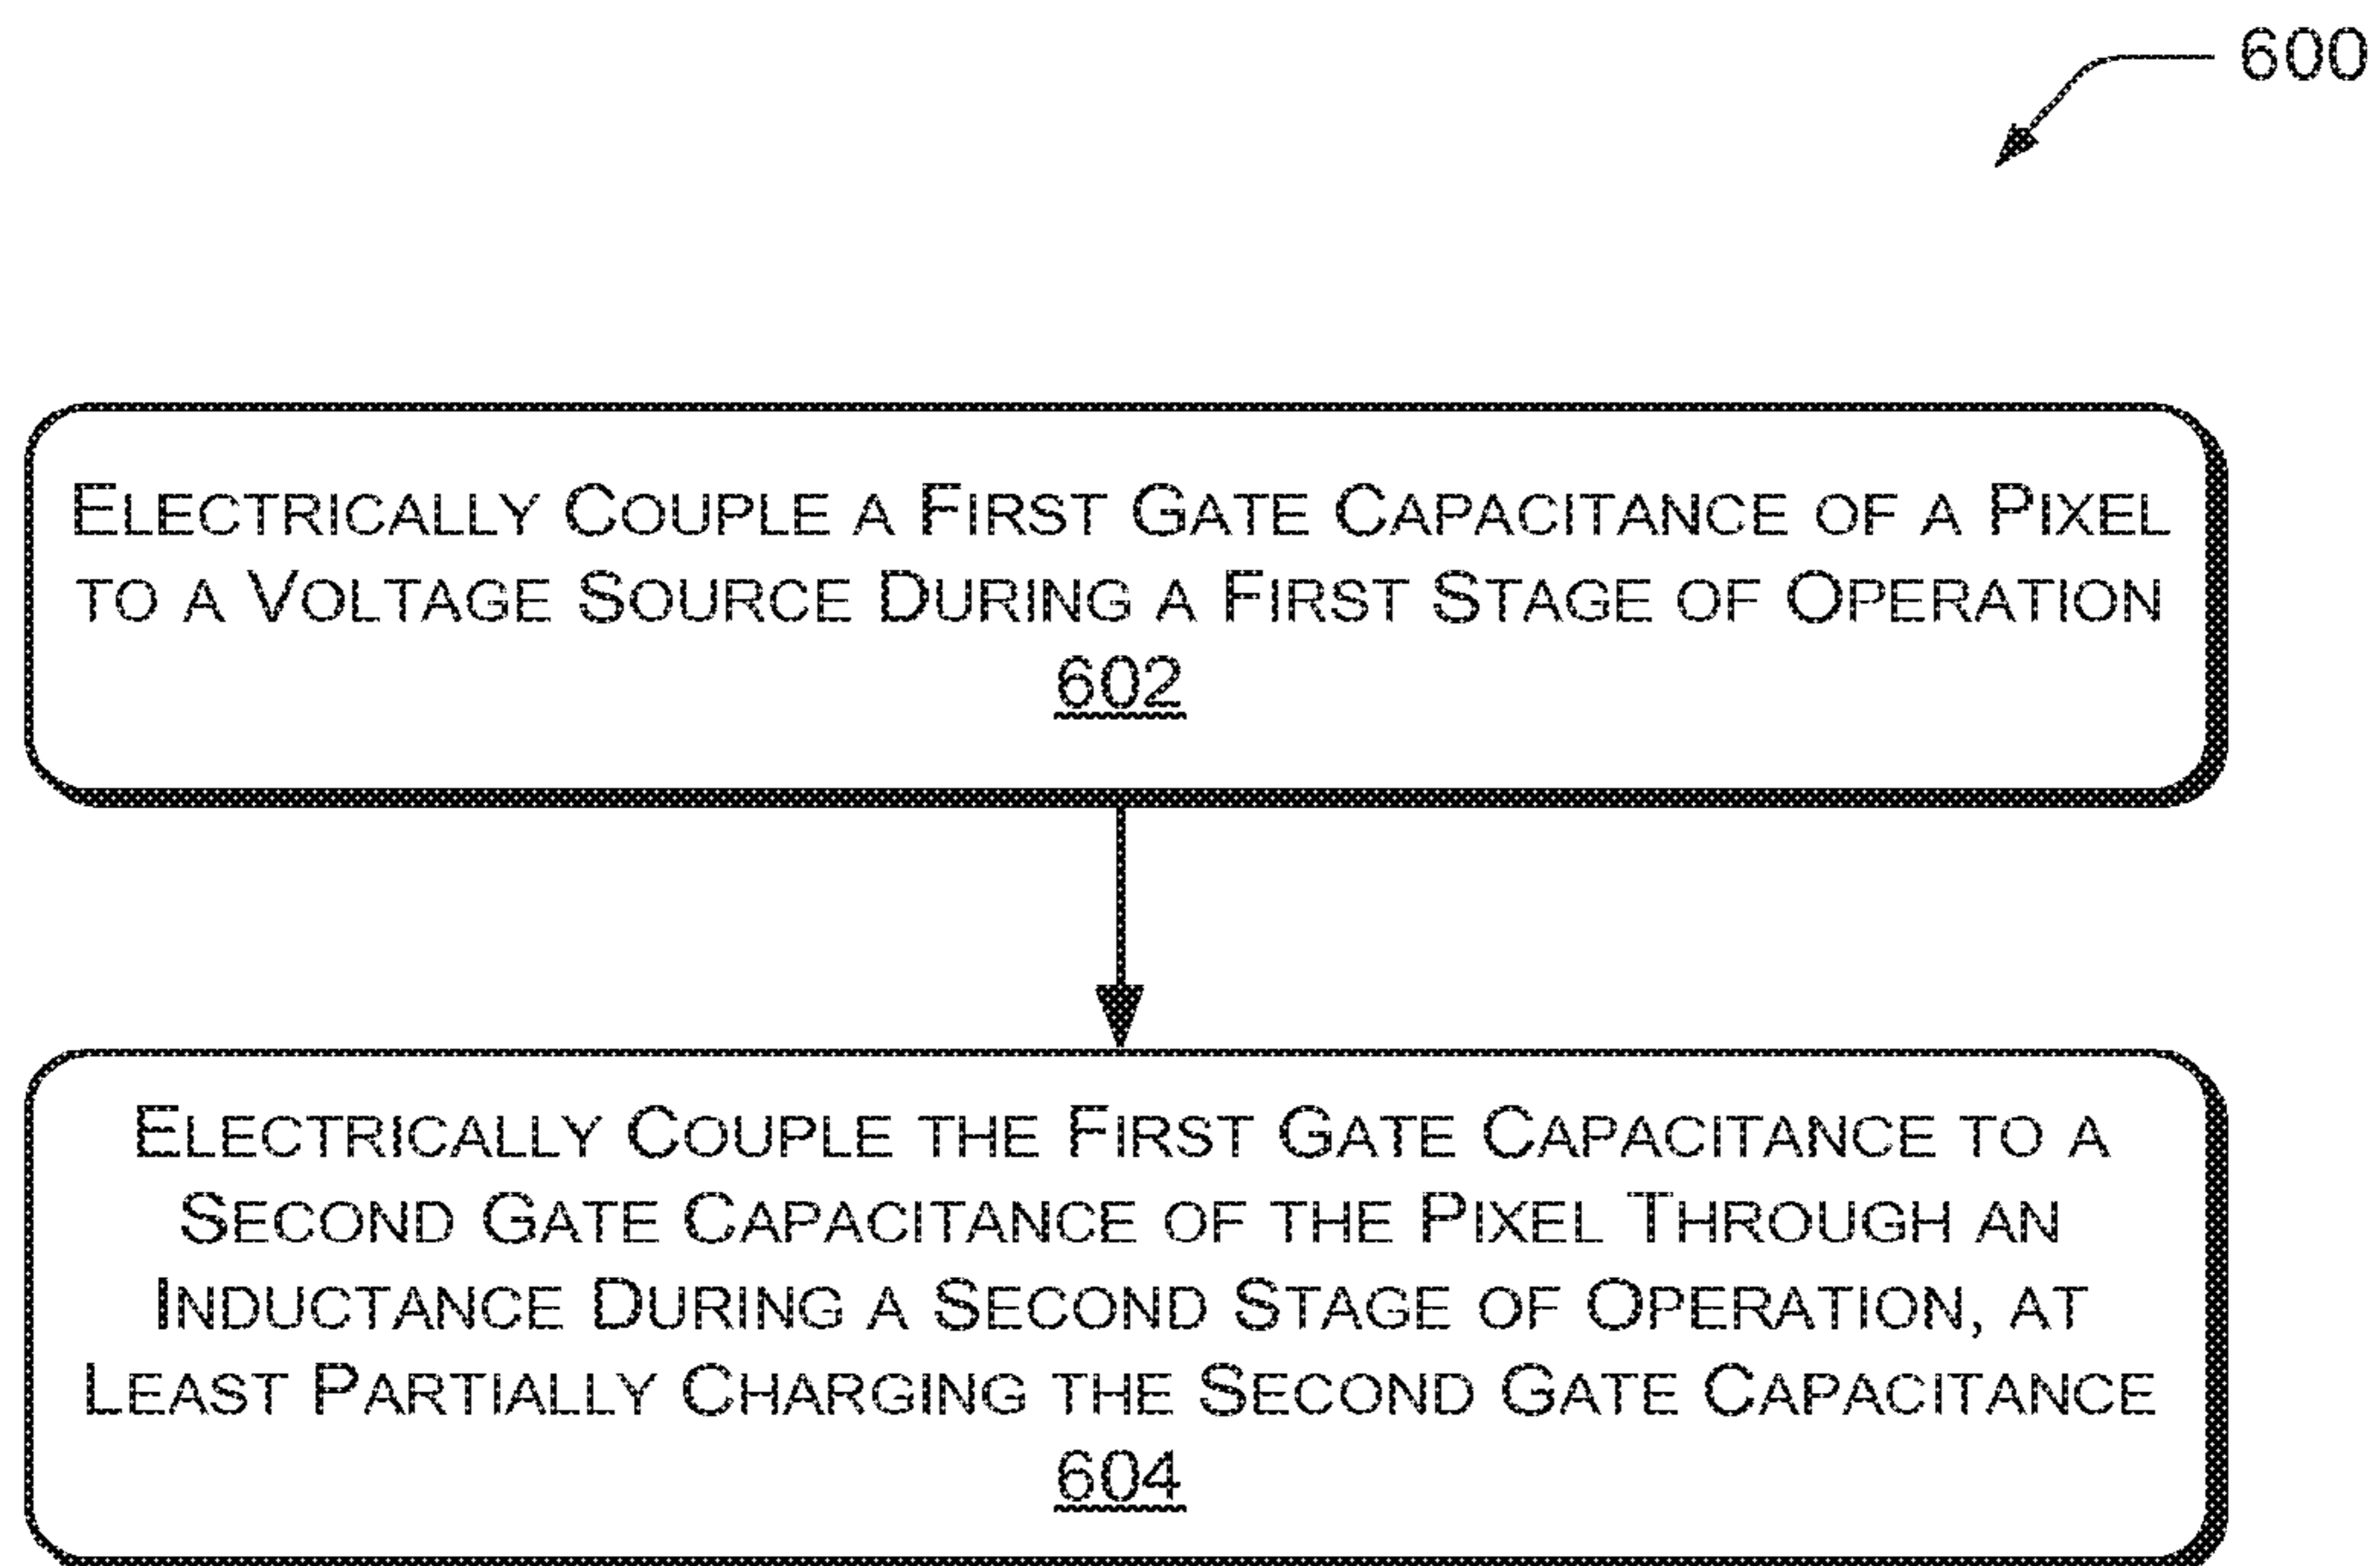 600
ELECTRICALLY COUPLE A FIRST GATE CAPACITANCE OF A PIXEL
TO A VOLTAGE SOURCE DURING A FIRST STAGE OF OPERATION
602
ELECTRICALLY COUPLE THE FIRST GATE CAPACITANCE TO A
SECOND GATE CAPACITANCE OF THE PIXEL THROUGH AN
INDUCTANCE DURING A SECOND STAGE OF OPERATION, AT
LEAST PARTIALLY CHARGING THE SECOND GATE CAPACITANCE
604